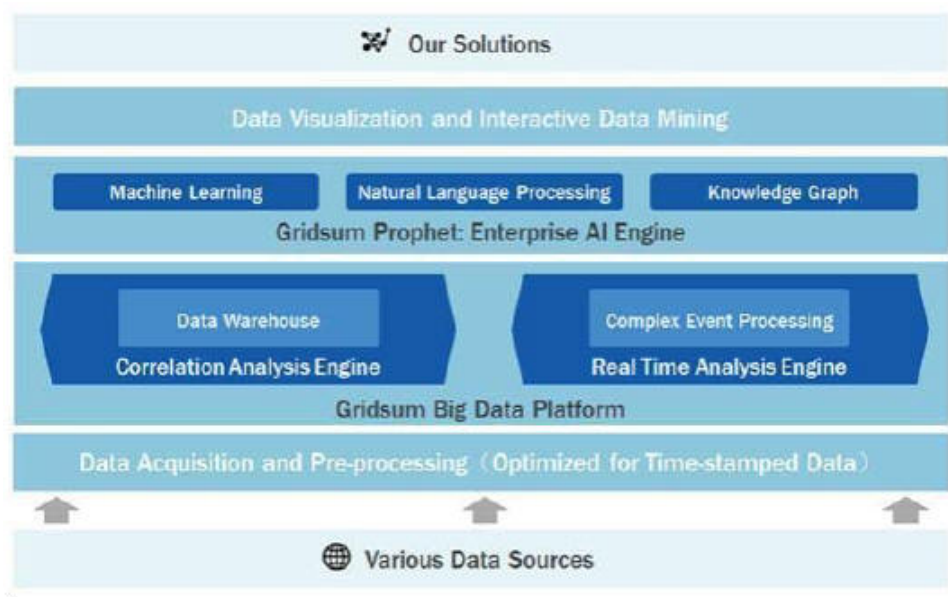 Our Solutions
Data Visualization and Interactive Data Mining
Machine Learning
Natural Language Processing
Knowledge Graph
Gridsum Prophet: Enterprise AI Engine
Data Warehouse
Complex Event Processing
Correlation Analysis Engine
Real Time Analysis Engine
Gridsum Big Data Platform
Data Acquisition and Pre-processing（Optimized for Time-stamped Data）
Various Data Sources